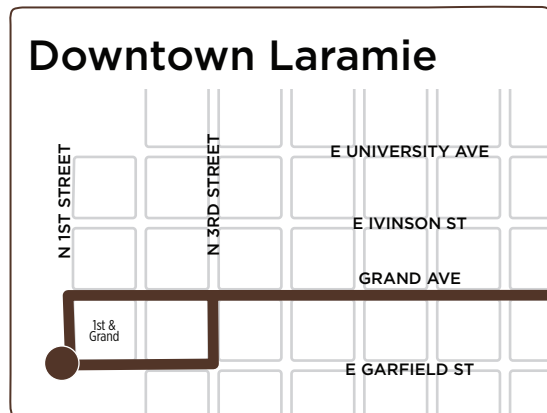 Downtown Laramie
N 1ST STREET
N 3RD STREET
E UNIVERSITY AVE
E IVINSON ST
GRAND AVE
1st &
Grand
E GARFIELD ST